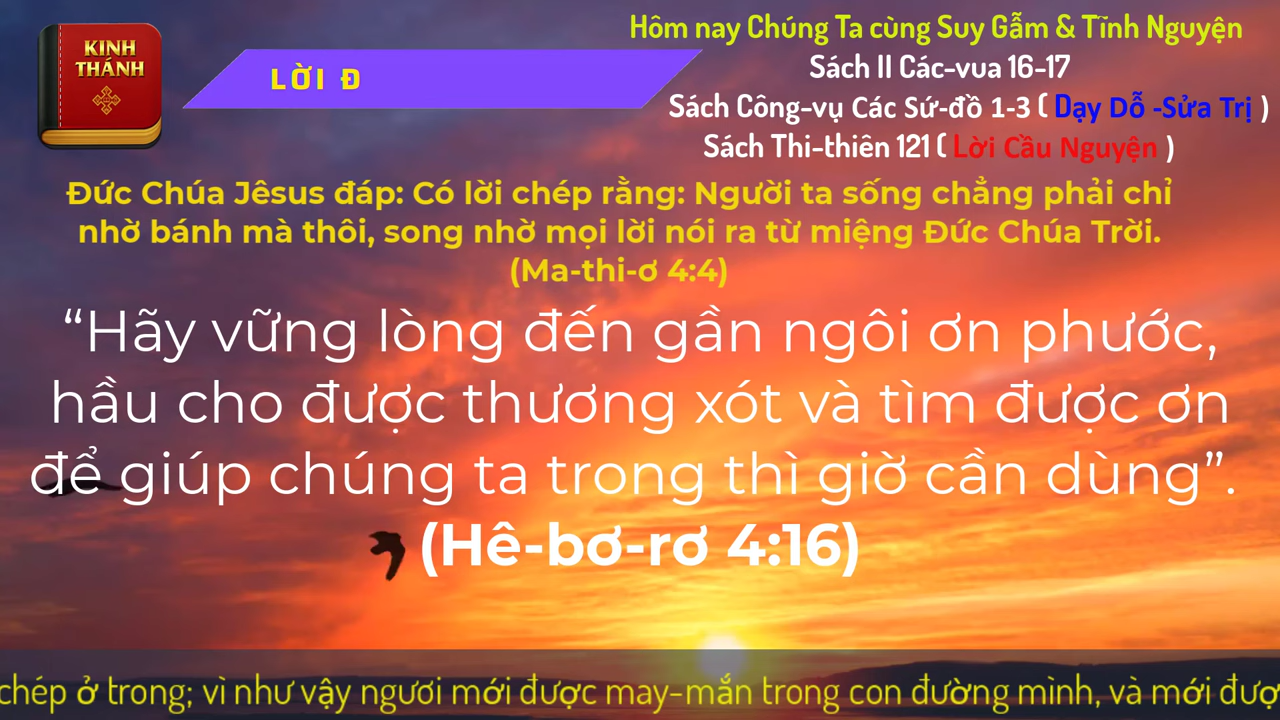 KINH
THÁNH
LỜI Đ
Hôm nay Chúng Ta cùng Suy Gẫm & Tĩnh Nguyện
Sách II Các-vua 16-17
Sách Công-vụ Các Sứ-đồ 1-3 ( Dạy Dỗ -Sửa Trị )
Sách Thi-thiên 121 ( Lời Cầu Nguyện )
Đức Chúa Jêsus đáp: Có lời chép rằng: Người ta sống chẳng phải chỉ
nhờ bánh mà thôi, song nhờ mọi lời nói ra từ miệng Đức Chúa Trời.
(Ma-thi-ơ 4:4)
“Hãy vững lòng đến gần ngôi ơn phước,
hầu cho được thương xót và tìm được ơn
để giúp chúng ta trong thì giờ cần dùng”.
(Hê-bơ-rơ 4:16)
chép ở trong; vì như vậy ngươi mới được may-mắn trong con đường mình, và mới đượ